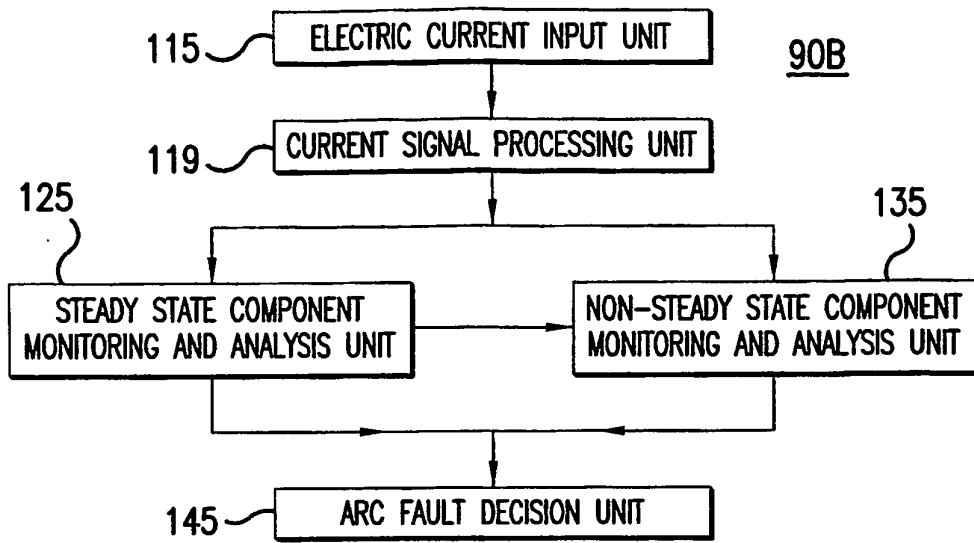 115
ELECTRIC CURRENT INPUT UNIT
90B
119
CURRENT SIGNAL PROCESSING UNIT
125
135
STEADY STATE COMPONENT
MONITORING AND ANALYSIS UNIT
NON-STEADY STATE COMPONENT
MONITORING AND ANALYSIS UNIT
145
ARC FAULT DECISION UNIT